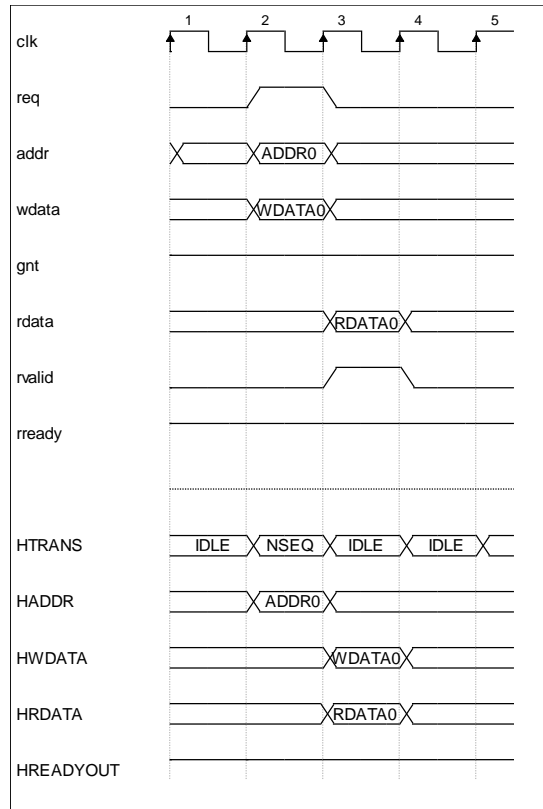 1 2 3 4 5
clk
req
addr ADDR0
wdata WDATA0
gnt
rdata RDATA0
rvalid
rready
HTRANS IDLE NSEQ IDLE IDLE
HADDR ADDR0
HWDATA WDATA0
HRDATA RDATA0
HREADYOUT